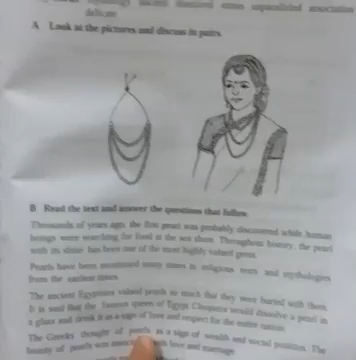 mythology sacred dissolved status unparalleled association
delicate
A Look at the pictures and discuss in pairs.
B Read the text and answer the questions that follow.
Thousands of years ago, the first pearl was probably discovered while human
beings were searching for food at the sea shore. Throughout history, the pearl
with its shine has been one of the most highly valued gems.
Pearls have been mentioned many times in religious texts and mythologies
from the earliest times.
The ancient Egyptians valued pearls so much that they were buried with them.
It is said that the famous queen of Egypt Cleopatra would dissolve a pearl in
a glass and drink it as a sign of love and respect for the entire nation.
The Greeks thought of pearls as a sign of wealth and social position. The
beauty of pearls was love and marriage.